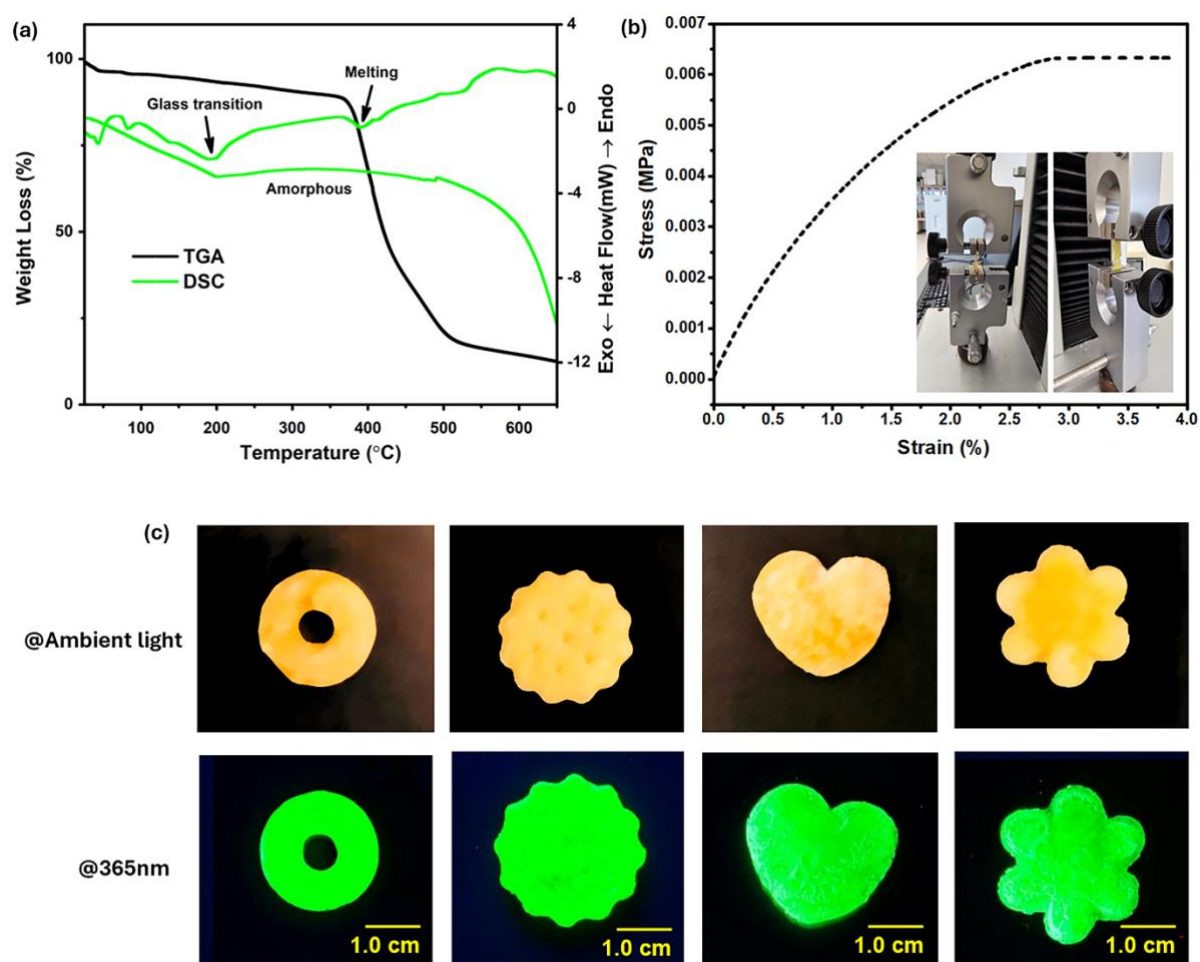 (a)
4
0
-4
-8
-12
100
50
0
Weight Loss (%)
Exo ← Heat Flow(mW) → Endo
Melting
Glass transition
Amorphous
TGA
DSC
100 200 300 400 500 600
Temperature (°C)
(b)
0.007
0.006
0.005
0.004
0.003
0.002
0.001
0.000
Stress (MPa)
0.0 0.5 1.0 1.5 2.0 2.5 3.0 3.5 4.0
Strain (%)
(c)
@Ambient light
@365nm
1.0 cm
1.0 cm
1.0 cm
1.0 cm